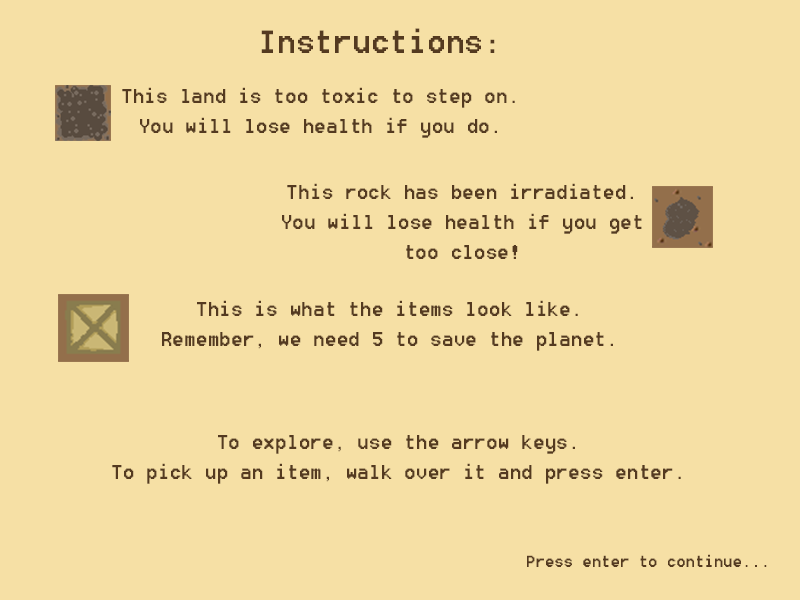 Instructions:
This land is too toxic to step on.
You will lose health if you do.
This rock has been irradiated.
You will lose health if you get
too close!
This is what the items look like.
Remember, we need 5 to save the planet.
To explore, use the arrow keys.
To pick up an item, walk over it and press enter.
Press enter to continue...